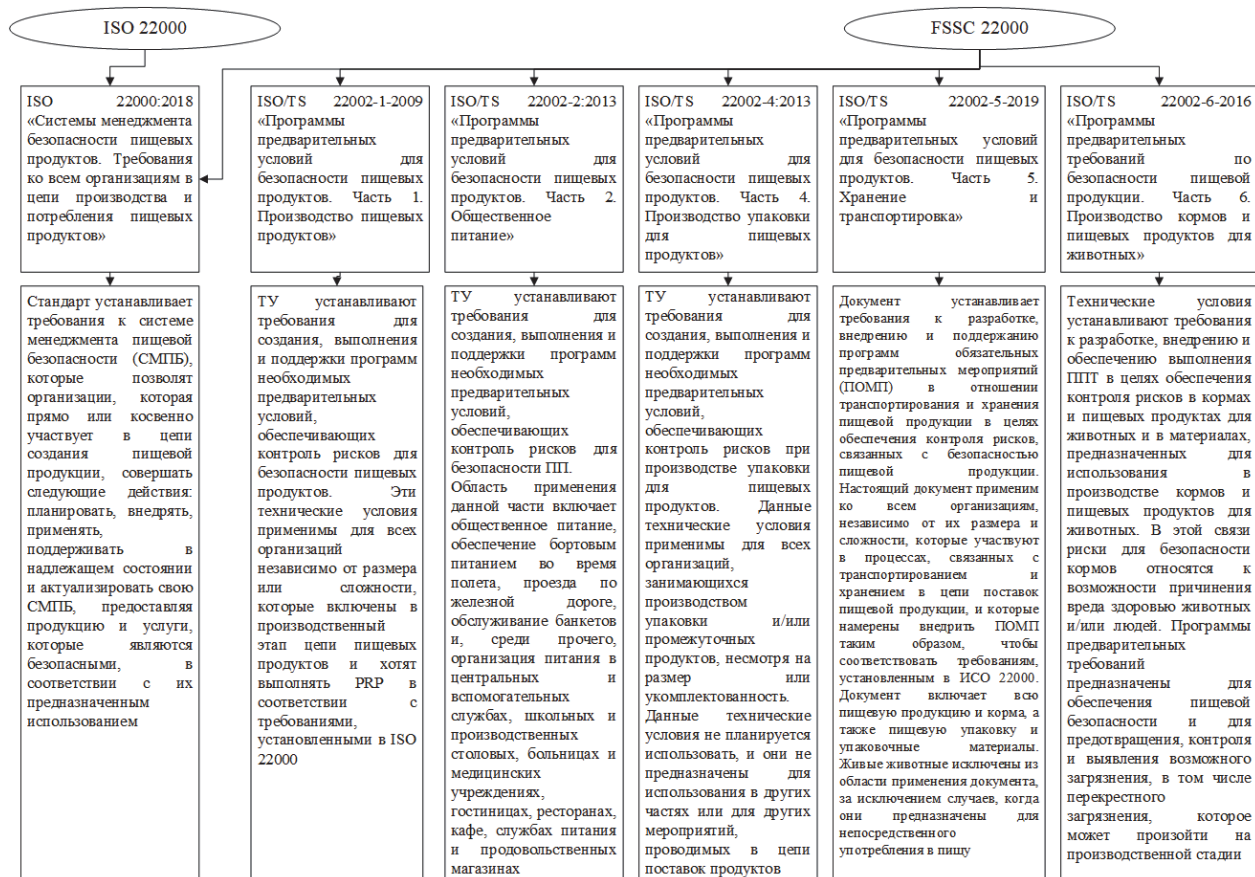 ISO 22000
FSSC 22000
ISO 22000:2018
«Системы менеджмента
безопасности пищевых
продуктов. Требования
ко всем организациям в
цепи производства и
потребления пищевых
продуктов»
ISO/TS 22002-1-2009
«Программы
предварительных
условий для
безопасности пищевых
продуктов. Часть 1.
Производство пищевых
продуктов»
ISO/TS 22002-2:2013
«Программы
предварительных
условий для
безопасности пищевых
продуктов. Часть 2.
Общественное
питание»
ISO/TS 22002-4:2013
«Программы
предварительных
условий для
безопасности пищевых
продуктов. Часть 4.
Производство упаковки
для пищевых
продуктов»
ISO/TS 22002-5-2019
«Программы
предварительных условий
для безопасности пищевых
продуктов. Часть 5.
Хранение и
транспортировка»
ISO/TS 22002-6-2016
«Программы
предварительных
требований по
безопасности пищевой
продукции. Часть 6.
Производство кормов и
пищевых продуктов для
животных»
Стандарт устанавливает
требования к системе
менеджмента пищевой
безопасности (СМПБ),
которые позволят
организации, которая
прямо или косвенно
участвует в цепи
создания пищевой
продукции, совершать
следующие действия:
планировать, внедрять,
применять,
поддерживать в
надлежащем состоянии
и актуализировать свою
СМПБ, предоставляя
продукцию и услуги,
которые являются
безопасными, в
соответствии с их
предназначенным
использованием
ТУ устанавливают
требования для
создания, выполнения
и поддержки программ
необходимых
предварительных
условий,
обеспечивающих
контроль рисков для
безопасности пищевых
продуктов. Эти
технические условия
применимы для всех
организаций
независимо от размера
или сложности,
которые включены в
производственный
этап цепи пищевых
продуктов и хотят
выполнять PRP в
соответствии с
требованиями,
установленными в ISO
22000
ТУ устанавливают
требования для
создания, выполнения и
поддержки программ
необходимых
предварительных
условий,
обеспечивающих
контроль рисков для
безопасности ПП.
Область применения
данной части включает
общественное питание,
обеспечение бортовым
питанием во время
полета, проезда по
железной дороге,
обслуживание банкетов
и, среди прочего,
организация питания в
центральных и
вспомогательных
службах, школьных и
производственных
столовых, больницах и
медицинских
учреждениях,
гостиницах, ресторанах,
кафе, службах питания
и продовольственных
магазинах
ТУ устанавливают
требования для
создания, выполнения и
поддержки программ
необходимых
предварительных
условий,
обеспечивающих
контроль рисков при
производстве упаковки
для пищевых
продуктов. Данные
технические условия
применимы для всех
организаций,
занимающихся
производством
упаковки и/или
промежуточных
продуктов, несмотря на
размер или
укомплектованность.
Данные технические
условия не планируется
использовать, и они не
предназначены для
использования в других
частях или для других
мероприятий,
проводимых в цепи
поставок продуктов
Документ устанавливает
требования к разработке,
внедрению и поддержанию
программ обязательных
предварительных мероприятий
(ПОМП) в отношении
транспортирования и хранения
пищевой продукции в целях
обеспечения контроля рисков,
связанных с безопасностью
пищевой продукции.
Настоящий документ применим
ко всем организациям,
независимо от их размера и
сложности, которые участвуют
в процессах, связанных с
транспортированием и
хранением в цепи поставок
пищевой продукции, и которые
намерены внедрить ПОМП
таким образом, чтобы
соответствовать требованиям,
установленным в ИСО 22000.
Документ включает всю
пищевую продукцию и корма, а
также пищевую упаковку и
упаковочные материалы.
Живые животные исключены из
области применения документа,
за исключением случаев, когда
они предназначены для
непосредственного
употребления в пищу
Технические условия
устанавливают требования
к разработке, внедрению и
обеспечению выполнения
ППТ в целях обеспечения
контроля рисков в кормах
и пищевых продуктах для
животных и в материалах,
предназначенных для
использования в
производстве кормов и
пищевых продуктов для
животных. В этой связи
риски для безопасности
кормов относятся к
возможности причинения
вреда здоровью животных
и/или людей. Программы
предварительных
требований
предназначены для
обеспечения пищевой
безопасности и для
предотвращения, контроля
и выявления возможного
загрязнения, в том числе
перекрестного
загрязнения, которое
может произойти на
производственной стадии